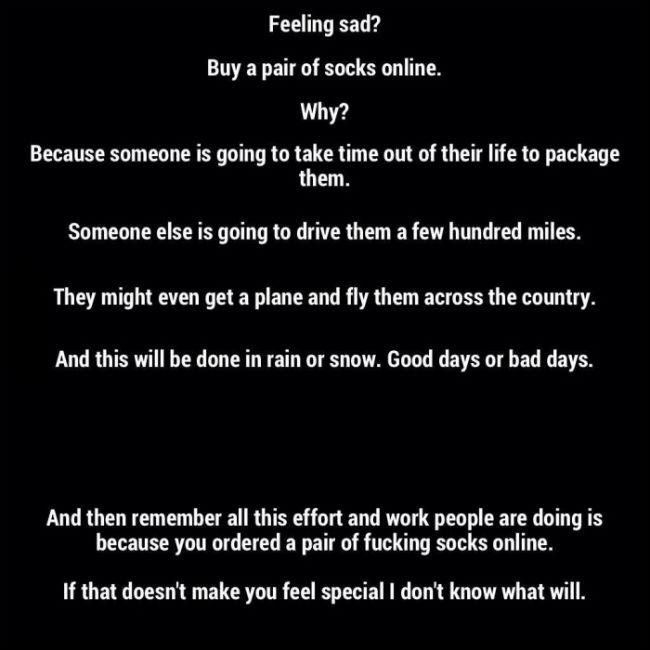 Feeling sad?
Buy a pair of socks online.
Why?
Because someone is going to take time out of their life to package
them.
Someone else is going to drive them a few hundred miles.
They might even get a plane and fly them across the country.
And this will be done in rain or snow. Good days or bad days.
And then remember all this effort and work people are doing is
because you ordered a pair of fucking socks online.
If that doesn't make you feel special I don't know what will.